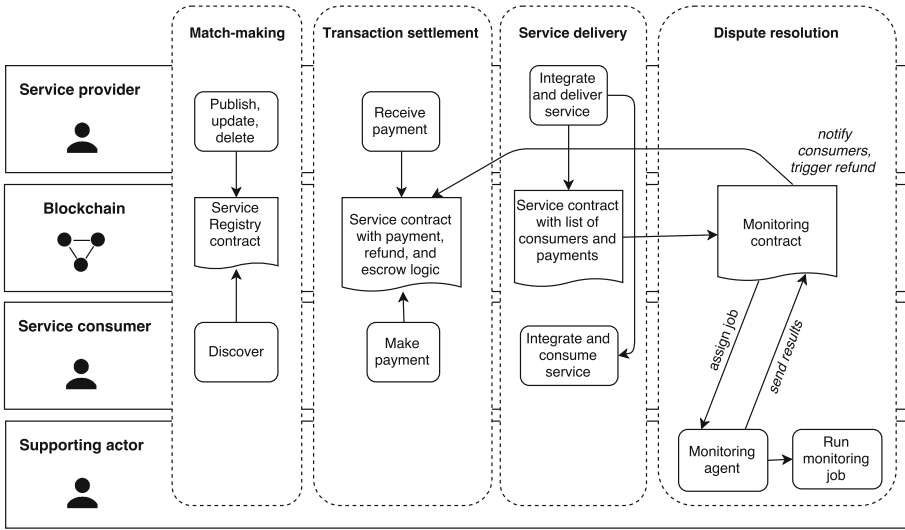 Match-making
Transaction settlement
Service delivery
Dispute resolution
Service provider
Publish,
update,
delete
Receive
payment
Integrate
and deliver
service
notify
consumers,
trigger refund
Blockchain
Service
Registry
contract
Service contract
with payment,
refund, and
escrow logic
Service contract
with list of
consumers and
payments
Monitoring
contract
Service consumer
Discover
Make
payment
Integrate and
consume
service
assign job
send results
Supporting actor
Monitoring
agent
Run
monitoring
job